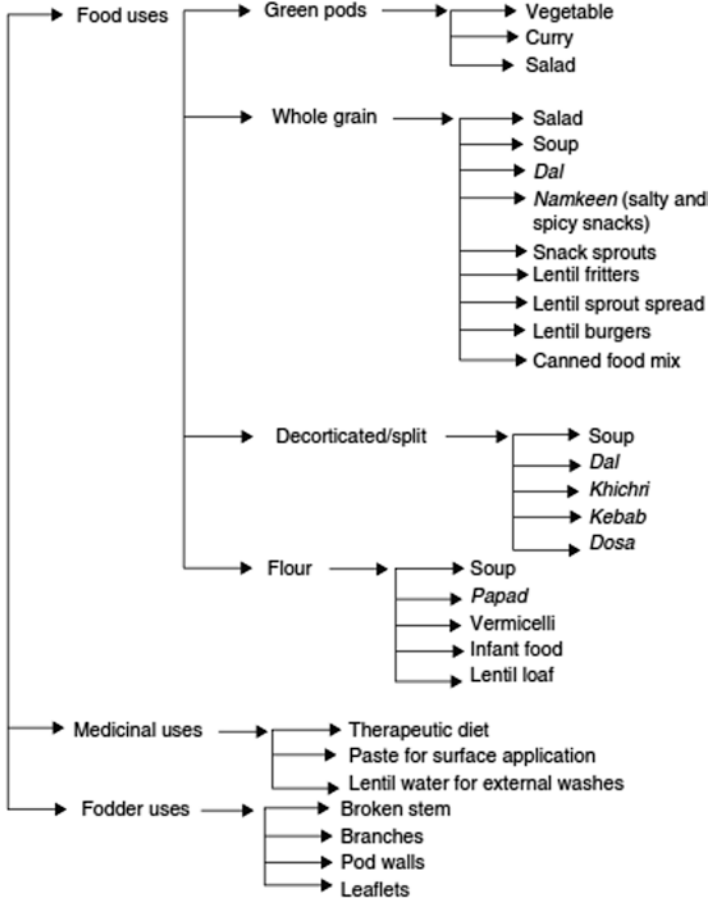 Food uses
Green pods
Vegetable
Curry
Salad
Whole grain
Salad
Soup
Dal
Namkeen (salty and
spicy snacks)
Snack sprouts
Lentil fritters
Lentil sprout spread
Lentil burgers
Canned food mix
Decorticated/split
Soup
Dal
Khichri
Kebab
Dosa
Flour
Soup
Papad
Vermicelli
Infant food
Lentil loaf
Medicinal uses
Therapeutic diet
Paste for surface application
Lentil water for external washes
Fodder uses
Broken stem
Branches
Pod walls
Leaflets